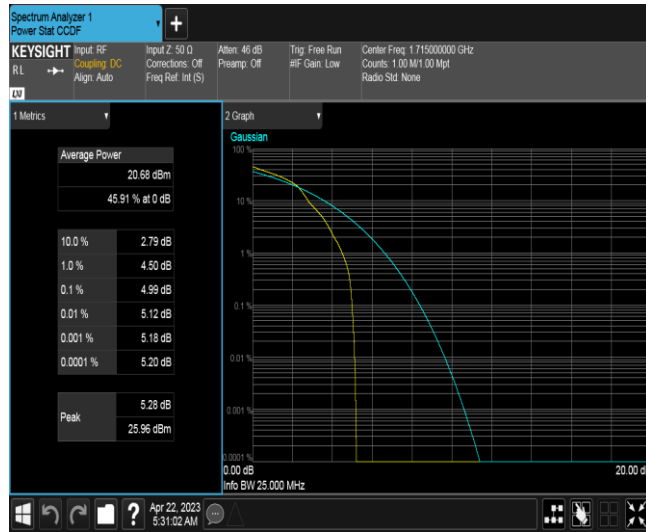 Spectrum Analyzer 1
Power Stat CCDF
KEYSIGHT
RL
LXI
Input: RF
Coupling: DC
Align: Auto
Input Z: 50 Ω
Corrections: Off
Freq Ref: Int (S)
Atten: 46 dB
Preamp: Off
Trig: Free Run
#IF Gain: Low
Center Freq: 1.715000000 GHz
Counts: 1.00 M/1.00 Mpt
Radio Std: None
1 Metrics
Average Power
20.68 dBm
45.91 % at 0 dB
10.0 % 2.79 dB
1.0 % 4.50 dB
0.1 % 4.99 dB
0.01 % 5.12 dB
0.001 % 5.18 dB
0.0001 % 5.20 dB
Peak
5.28 dB
25.96 dBm
2 Graph
Gaussian
100 %
10 %
1 %
0.1 %
0.01 %
0.001 %
0.0001 %
0.00 dB
20.00 d
Info BW 25.000 MHz
Apr 22, 2023
5:31:02 AM